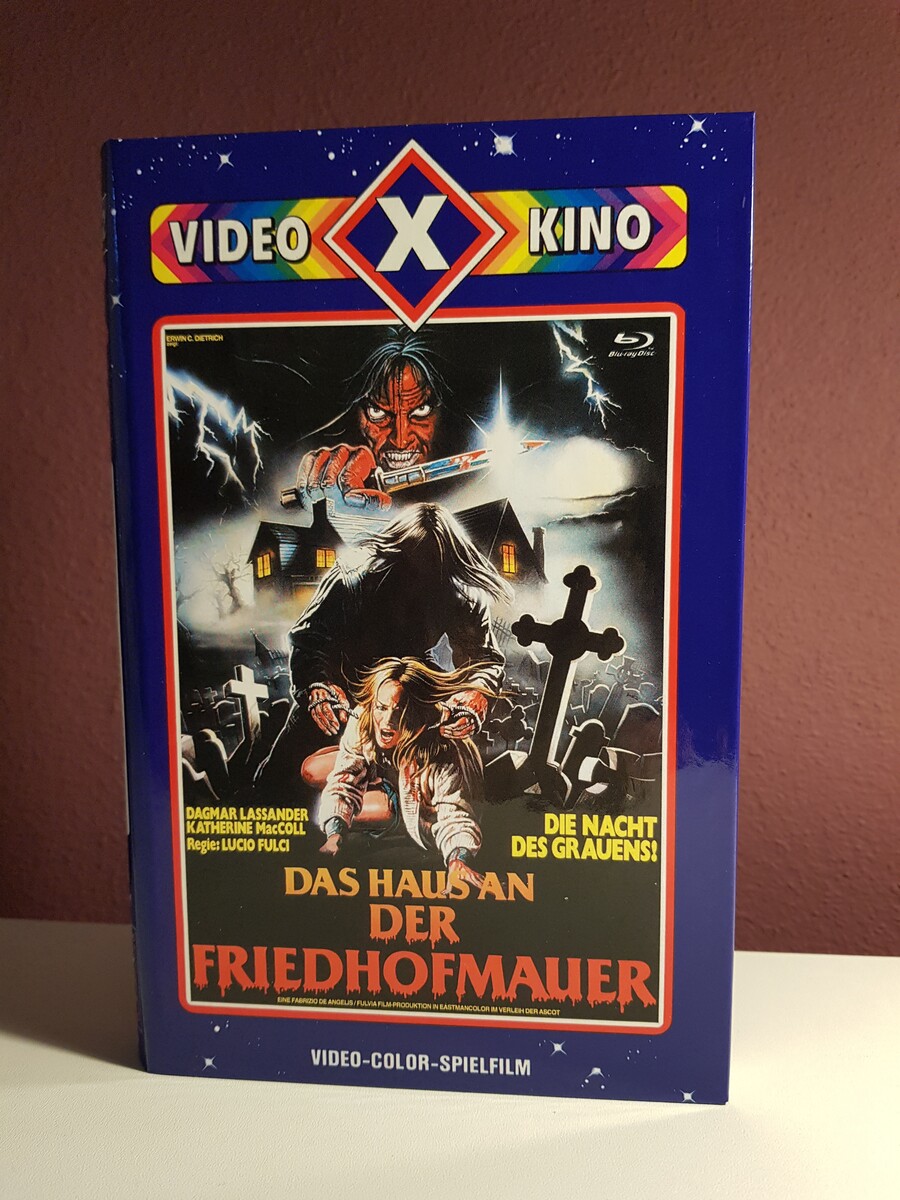 VIDEO X KINO
ERWIN C. DIETRICH
zeigt:
Blu-ray Disc
DAGMAR LASSANDER
KATHERINE MacCOLL
Regie: LUCIO FULCI
DIE NACHT
DES GRAUENS!
DAS HAUS AN
DER
FRIEDHOFMAUER
EINE FABRIZIO DE ANGELIS / FULVIA FILM-PRODUKTION IN EASTMANCOLOR IM VERLEIH DER ASCOT
VIDEO-COLOR-SPIELFILM